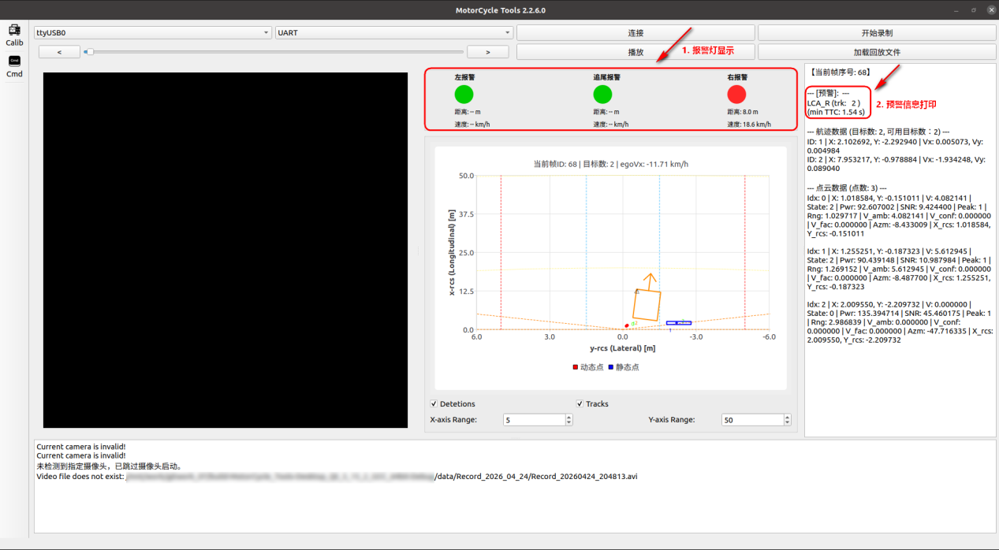 MotorCycle Tools 2.2.6.0
Calib
Cmd
Cmd
ttyUSB0
UART
连接
开始录制
<
>
播放
加载回放文件
1. 报警灯显示
左报警
追尾报警
右报警
距离: -- m
距离: -- m
距离: 8.0 m
速度: -- km/h
速度: -- km/h
速度: 18.6 km/h
当前帧ID: 68 | 目标数: 2 | egoVx: -11.71 km/h
x-rcs (Longitudinal) [m]
50.0
37.5
25.0
12.5
0.0
6.0
3.0
0.0
-3.0
-6.0
1
y-rcs (Lateral) [m]
动态点
静态点
Detetions
Tracks
X-axis Range:
5
Y-axis Range:
50
【当前帧序号: 68】
--- [预警]: ---
LCA_R (trk: 2 )
(min TTC: 1.54 s)
2. 预警信息打印
--- 航迹数据 (目标数: 2, 可用目标数：2) ---
ID: 1 | X: 2.102692, Y: -2.292940 | Vx: 0.005073, Vy:
0.004984
ID: 2 | X: 7.953217, Y: -0.978884 | Vx: -1.934248, Vy:
0.089040
--- 点云数据 (点数: 3) ---
Idx: 0 | X: 1.018584, Y: -0.151011 | V: 4.082141 |
State: 2 | Pwr: 92.607002 | SNR: 9.424400 | Peak: 1 |
Rng: 1.029717 | V_amb: 4.082141 | V_conf: 0.000000
| V_fac: 0.000000 | Azm: -8.433009 | X_rcs: 1.018584,
Y_rcs: -0.151011
Idx: 1 | X: 1.255251, Y: -0.187323 | V: 5.612945 |
State: 2 | Pwr: 90.439148 | SNR: 10.987984 | Peak: 1 |
Rng: 1.269152 | V_amb: 5.612945 | V_conf: 0.000000
| V_fac: 0.000000 | Azm: -8.487700 | X_rcs: 1.255251,
Y_rcs: -0.187323
Idx: 2 | X: 2.009550, Y: -2.209732 | V: 0.000000 |
State: 0 | Pwr: 135.394714 | SNR: 45.460175 | Peak: 1
| Rng: 2.986839 | V_amb: 0.000000 | V_conf:
0.000000 | V_fac: 0.000000 | Azm: -47.716335 | X_rcs:
2.009550, Y_rcs: -2.209732
Current camera is invalid!
Current camera is invalid!
未检测到指定摄像头，已跳过摄像头启动。
Video file does not exist: /data/Record_2026_04_24/Record_20260424_204813.avi